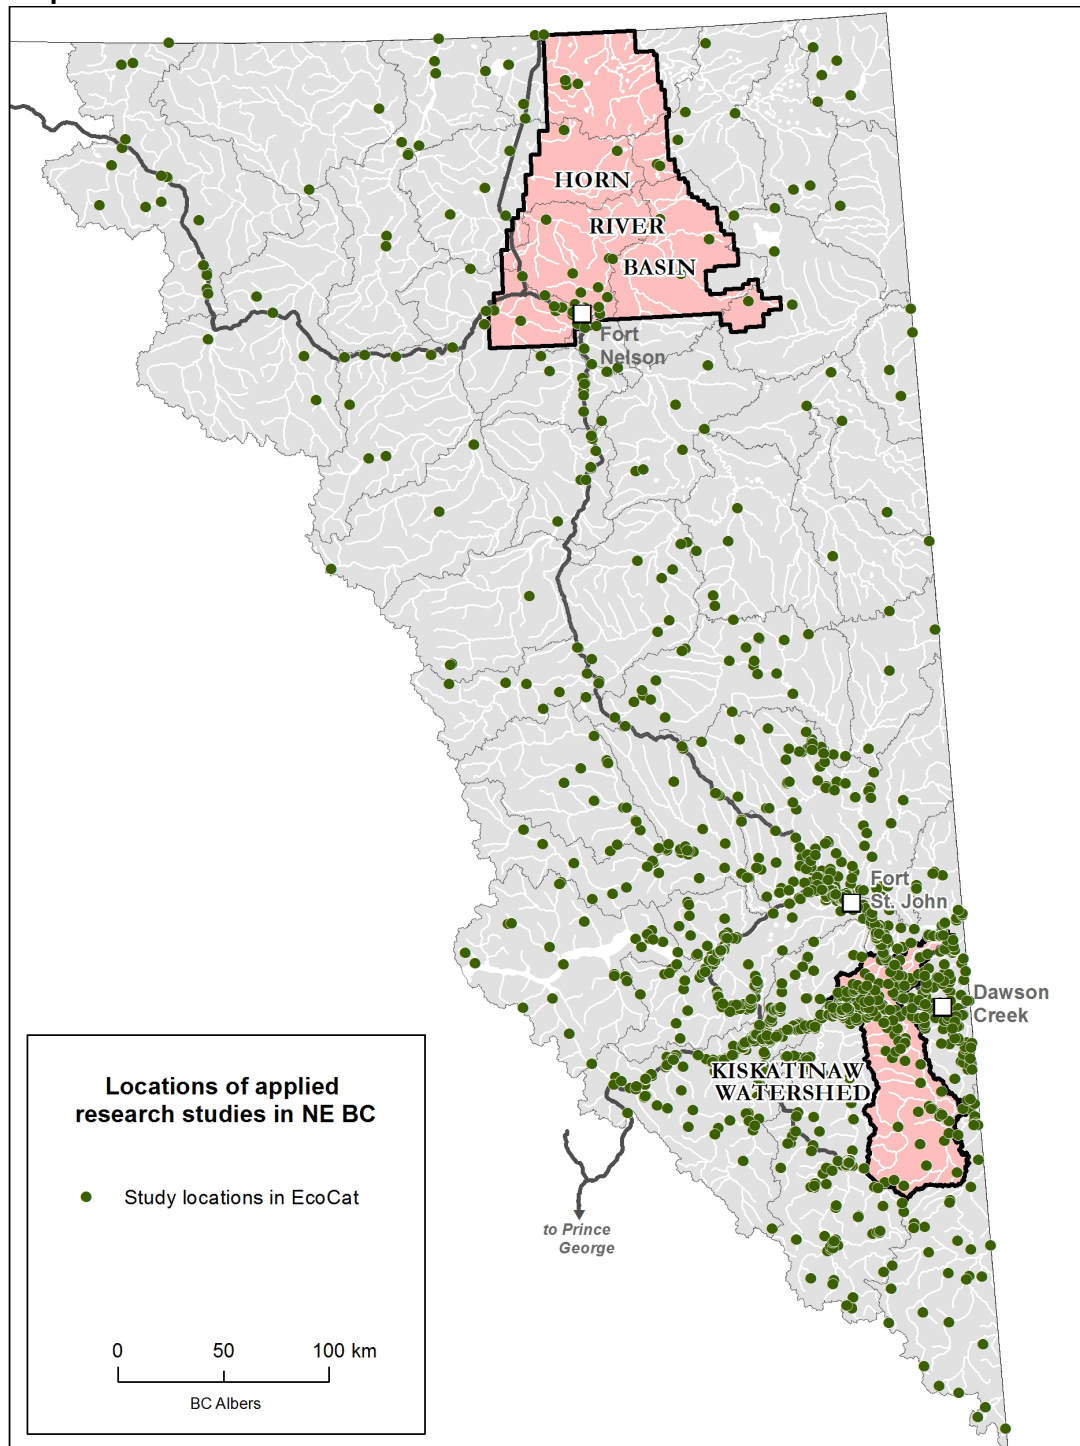 HORN
RIVER
BASIN
Fort
Nelson
Fort
St. John
Dawson
Creek
KISKATINAW
WATERSHED
to Prince
George
Locations of applied
research studies in NE BC
Study locations in EcoCat
0 50 100 km
BC Albers